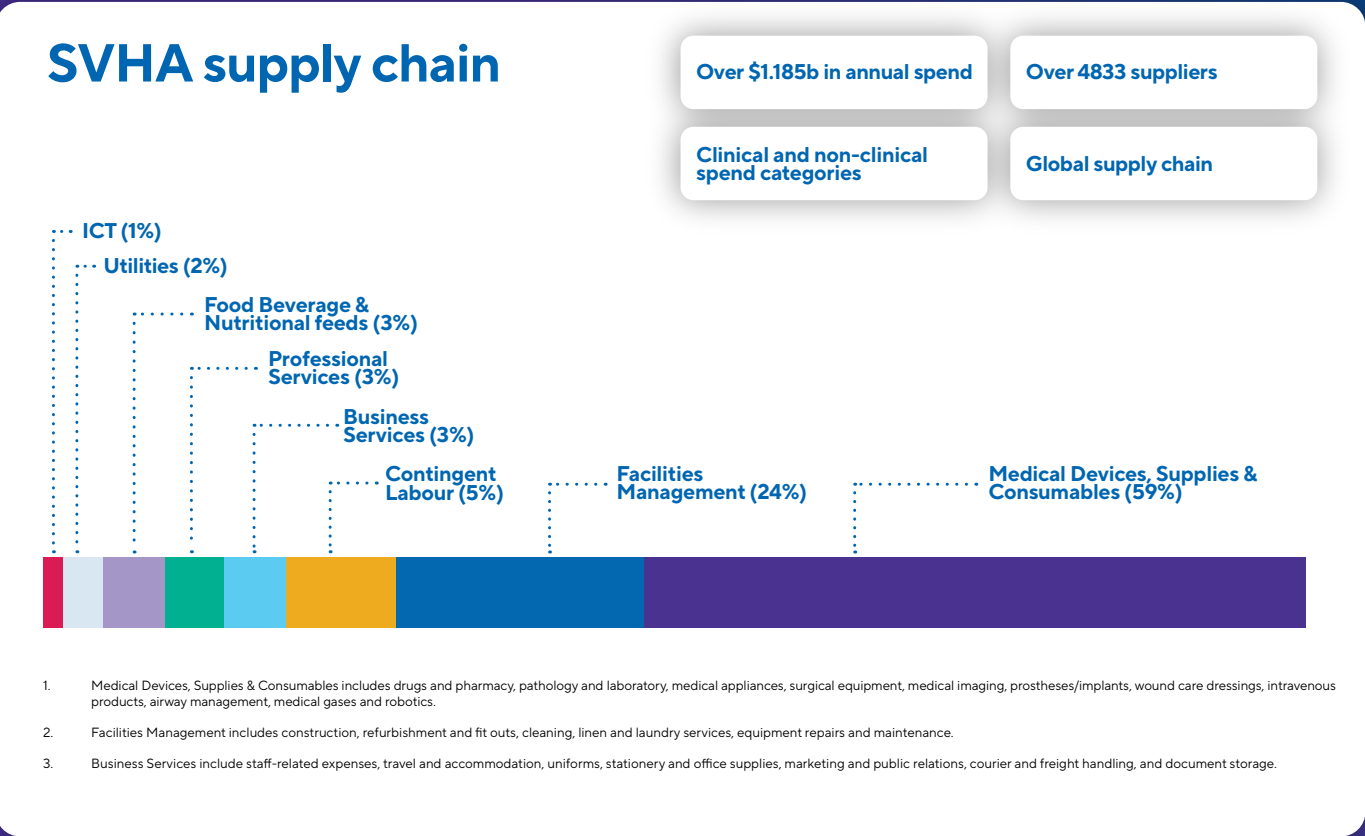 SVHA supply chain
Over $1.185b in annual spend
Over 4833 suppliers
Clinical and non-clinical
spend categories
Global supply chain
ICT (1%)
Utilities (2%)
Food Beverage &
Nutritional feeds (3%)
Professional
Services (3%)
Business
Services (3%)
Contingent
Labour (5%)
Facilities
Management (24%)
Medical Devices, Supplies &
Consumables (59%)
1. Medical Devices, Supplies & Consumables includes drugs and pharmacy, pathology and laboratory, medical appliances, surgical equipment, medical imaging, prostheses/implants, wound care dressings, intravenous
products, airway management, medical gases and robotics.
2. Facilities Management includes construction, refurbishment and fit outs, cleaning, linen and laundry services, equipment repairs and maintenance.
3. Business Services include staff-related expenses, travel and accommodation, uniforms, stationery and office supplies, marketing and public relations, courier and freight handling, and document storage.